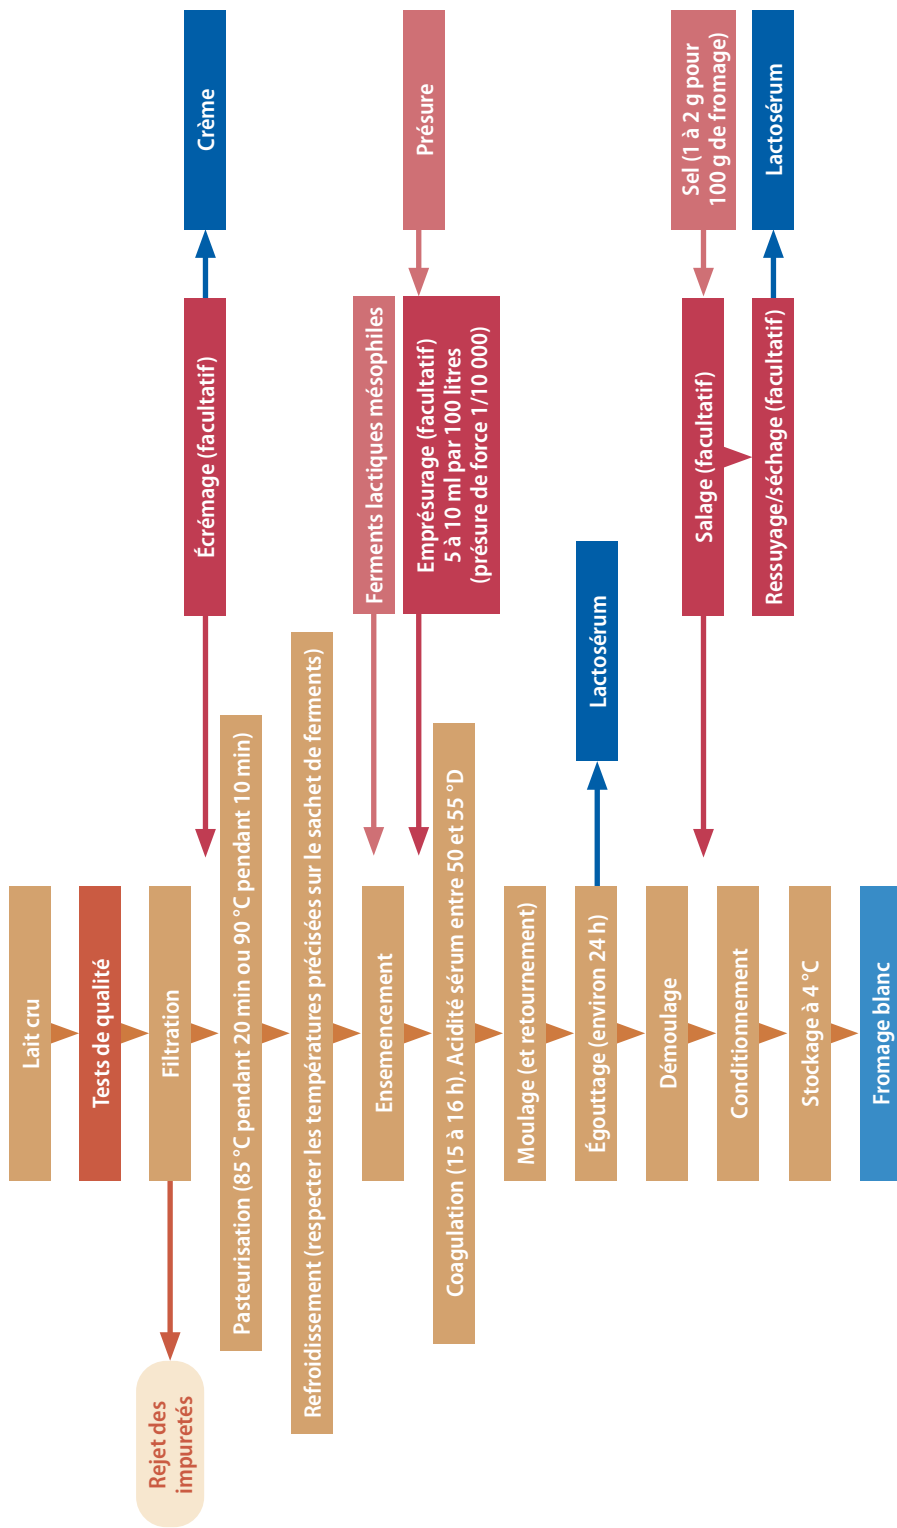 Lait cru
Tests de qualité
Filtration
Rejet des
impuretés
Écrémage (facultatif)
Crème
Pasteurisation (85 °C pendant 20 min ou 90 °C pendant 10 min)
Refroidissement (respecter les températures précisées sur le sachet de ferments)
Ensemencement
Ferments lactiques mésophiles
Emprésurage (facultatif)
5 à 10 ml par 100 litres
(présure de force 1/10 000)
Présure
Coagulation (15 à 16 h). Acidité sérum entre 50 et 55 °D
Moulage (et retournement)
Égouttage (environ 24 h)
Lactosérum
Démoulage
Salage (facultatif)
Sel (1 à 2 g pour
100 g de fromage)
Ressuyage/séchage (facultatif)
Lactosérum
Conditionnement
Stockage à 4 °C
Fromage blanc